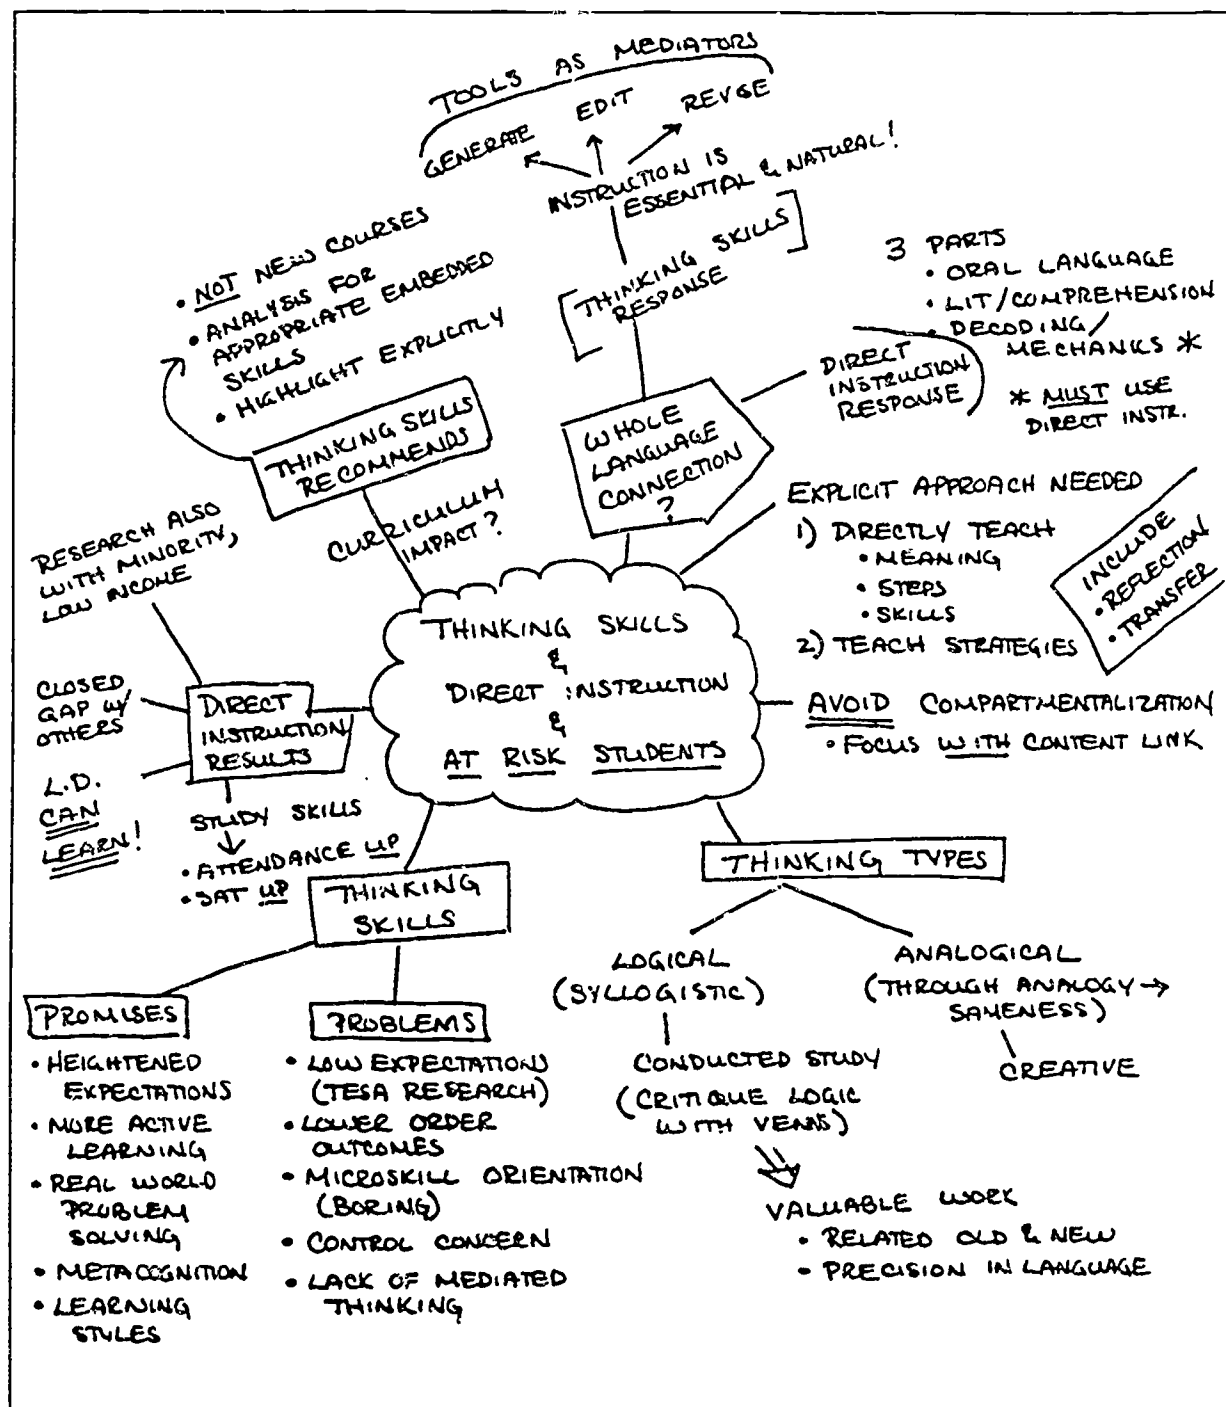 TOOLS AS MEDIATORS
GENERATE
EDIT
REVISE
INSTRUCTION IS
ESSENTIAL & NATURAL!
[THINKING SKILLS
RESPONSE]
• NOT NEW COURSES
• ANALYSIS FOR
APPROPRIATE EMBEDDED
SKILLS
• HIGHLIGHT EXPLICITLY
THINKING SKILLS
RECOMMENDS
CURRICULUM
IMPACT?
WHOLE
LANGUAGE
CONNECTION
?
DIRECT
INSTRUCTION
RESPONSE
3 PARTS
• ORAL LANGUAGE
• LIT/COMPREHENSION
• DECODING/
MECHANICS *
* MUST USE
DIRECT INSTR.
EXPLICIT APPROACH NEEDED
1) DIRECTLY TEACH
• MEANING
• STEPS
• SKILLS
2) TEACH STRATEGIES
INCLUDE
• REFLECTION
• TRANSFER
AVOID COMPARTMENTALIZATION
• FOCUS WITH CONTENT LINK
THINKING SKILLS
&
DIRECT INSTRUCTION
&
AT RISK STUDENTS
RESEARCH ALSO
WITH MINORITY,
LOW INCOME
CLOSED
GAP W/
OTHERS
DIRECT
INSTRUCTION
RESULTS
L.D.
CAN
LEARN!
STUDY SKILLS
• ATTENDANCE UP
• SAT UP
THINKING
SKILLS
PROMISES
• HEIGHTENED
EXPECTATIONS
• MORE ACTIVE
LEARNING
• REAL WORLD
PROBLEM
SOLVING
• METACOGNITION
• LEARNING
STYLES
PROBLEMS
• LOW EXPECTATIONS
(TESA RESEARCH)
• LOWER ORDER
OUTCOMES
• MICROSKILL ORIENTATION
(BORING)
• CONTROL CONCERN
• LACK OF MEDIATED
THINKING
THINKING TYPES
LOGICAL
(SYLLOGISTIC)
CONDUCTED STUDY
(CRITIQUE LOGIC
WITH VENNS)
VALUABLE WORK
• RELATED OLD & NEW
• PRECISION IN LANGUAGE
ANALOGICAL
(THROUGH ANALOGY →
SAMENESS)
CREATIVE